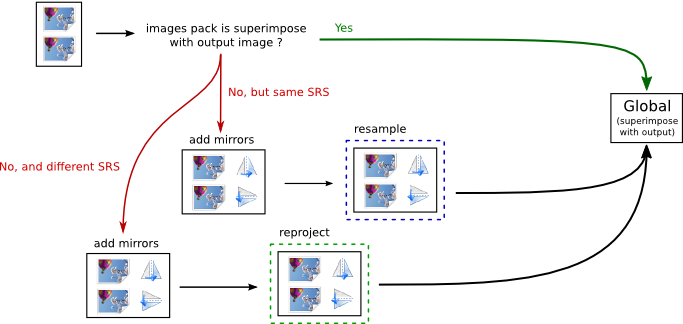 images pack is superimpose
with output image ?
Yes
No, but same SRS
Global
(superimpose
with output)
resample
add mirrors
No, and different SRS
reproject
add mirrors